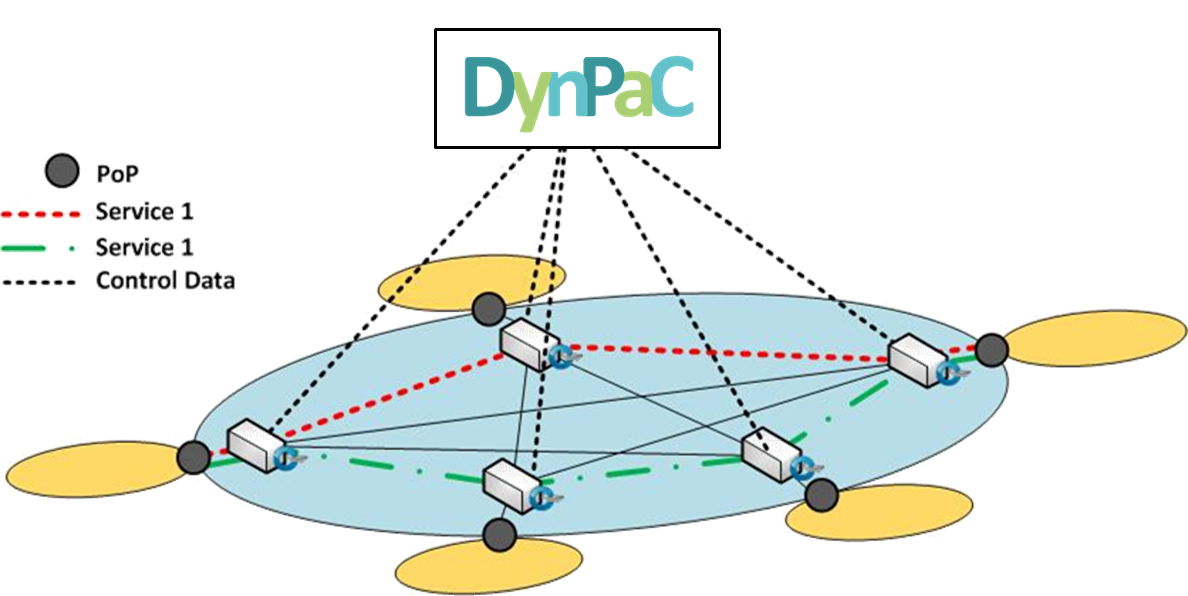 DynPaC
PoP
Service 1
Service 1
Control Data